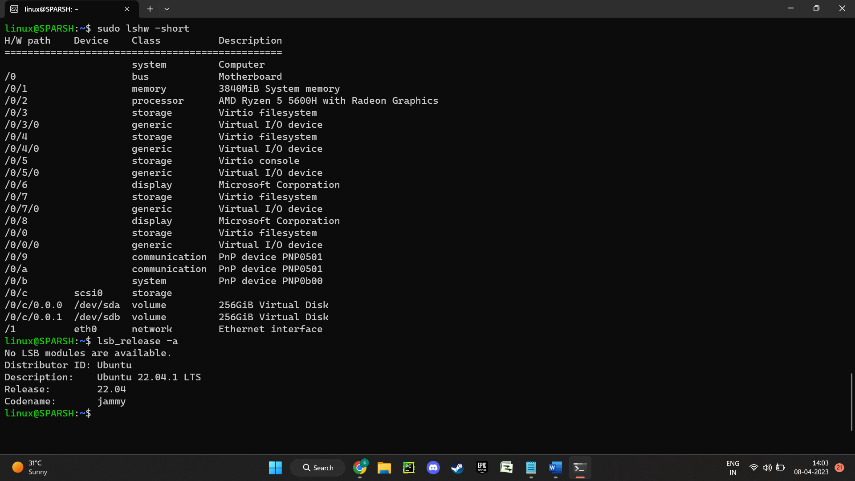 linux@SPARSH: ~
linux@SPARSH:~$ sudo lshw -short
H/W path    Device    Class          Description
================================================
                      system         Computer
/0                    bus            Motherboard
/0/1                  memory         3840MiB System memory
/0/2                  processor      AMD Ryzen 5 5600H with Radeon Graphics
/0/3                  storage        Virtio filesystem
/0/3/0                generic        Virtual I/O device
/0/4                  storage        Virtio filesystem
/0/4/0                generic        Virtual I/O device
/0/5                  storage        Virtio console
/0/5/0                generic        Virtual I/O device
/0/6                  display        Microsoft Corporation
/0/7                  storage        Virtio filesystem
/0/7/0                generic        Virtual I/O device
/0/8                  display        Microsoft Corporation
/0/0                  storage        Virtio filesystem
/0/0/0                generic        Virtual I/O device
/0/9                  communication  PnP device PNP0501
/0/a                  communication  PnP device PNP0501
/0/b                  system         PnP device PNP0b00
/0/c        scsi0     storage
/0/c/0.0.0  /dev/sda  volume         256GiB Virtual Disk
/0/c/0.0.1  /dev/sdb  volume         256GiB Virtual Disk
/1          eth0      network        Ethernet interface
linux@SPARSH:~$ lsb_release -a
No LSB modules are available.
Distributor ID: Ubuntu
Description:    Ubuntu 22.04.1 LTS
Release:        22.04
Codename:       jammy
linux@SPARSH:~$
31°C
Sunny
Search
ENG
IN
14:03
08-04-2023
21